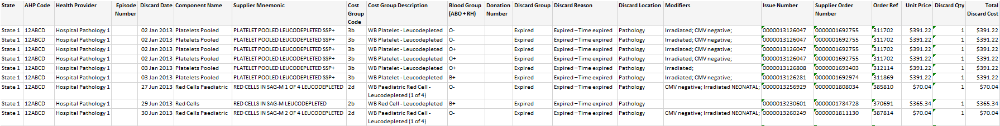 State AHP Code Health Provider Episode Number Discard Date Component Name Supplier Mnemonic Cost Group Code Cost Group Description Blood Group (ABO + RH) Donation Number Discard Group Discard Reason Discard Location Modifiers Issue Number Supplier Order Number Order Ref Unit Price Discard Qty Total Discard Cost
State 1 12ABCD Hospital Pathology 1 02 Jan 2013 Platelets Pooled PLATELET POOLED LEUCODEPLETED SSP+ 3b WB Platelet - Leucodepleted O- Expired Expired – Time expired Pathology Irradiated; CMV negative; 0000013126047 0000001692755 311702 $391.22 1 $391.22
State 1 12ABCD Hospital Pathology 1 02 Jan 2013 Platelets Pooled PLATELET POOLED LEUCODEPLETED SSP+ 3b WB Platelet - Leucodepleted O- Expired Expired – Time expired Pathology Irradiated; CMV negative; 0000013126047 0000001692755 311702 $391.22 1 $391.22
State 1 12ABCD Hospital Pathology 1 02 Jan 2013 Platelets Pooled PLATELET POOLED LEUCODEPLETED SSP+ 3b WB Platelet - Leucodepleted O+ Expired Expired – Time expired Pathology Irradiated; CMV negative; 0000013126047 0000001692755 311702 $391.22 1 $391.22
State 1 12ABCD Hospital Pathology 1 02 Jan 2013 Platelets Pooled PLATELET POOLED LEUCODEPLETED SSP+ 3b WB Platelet - Leucodepleted O+ Expired Expired – Time expired Pathology Irradiated; CMV negative; 0000013126047 0000001692755 311702 $391.22 1 $391.22
State 1 12ABCD Hospital Pathology 1 03 Jan 2013 Platelets Pooled PLATELET POOLED LEUCODEPLETED SSP+ 3b WB Platelet - Leucodepleted O+ Expired Expired – Time expired Pathology Irradiated; 0000013126808 0000001693403 312114 $391.22 1 $391.22
State 1 12ABCD Hospital Pathology 1 03 Jan 2013 Platelets Pooled PLATELET POOLED LEUCODEPLETED SSP+ 3b WB Platelet - Leucodepleted B+ Expired Expired – Time expired Pathology Irradiated; CMV negative; 0000013126281 0000001692974 311869 $391.22 1 $391.22
State 1 12ABCD Hospital Pathology 1 27 Jun 2013 Red Cells Paediatric RED CELLS IN SAG-M 1 OF 4 LEUCODEPLETED 2d WB Paediatric Red Cell - Leucodepleted (1 of 4) O- Expired Expired – Time expired Pathology CMV negative; Irradiated NEONATAL; 0000013256929 0000001808034 385810 $70.04 1 $70.04
State 1 12ABCD Hospital Pathology 1 29 Jun 2013 Red Cells RED CELLS IN SAG-M LEUCODEPLETED 2b WB Red Cell - Leucodepleted B+ Expired Expired – Time expired Pathology 0000013230601 0000001784728 370691 $365.34 1 $365.34
State 1 12ABCD Hospital Pathology 1 30 Jun 2013 Red Cells Paediatric RED CELLS IN SAG-M 2 OF 4 LEUCODEPLETED 2d WB Paediatric Red Cell - Leucodepleted (1 of 4) O- Expired Expired – Time expired Pathology CMV negative; Irradiated NEONATAL; 0000013260249 0000001811130 387814 $70.04 1 $70.04